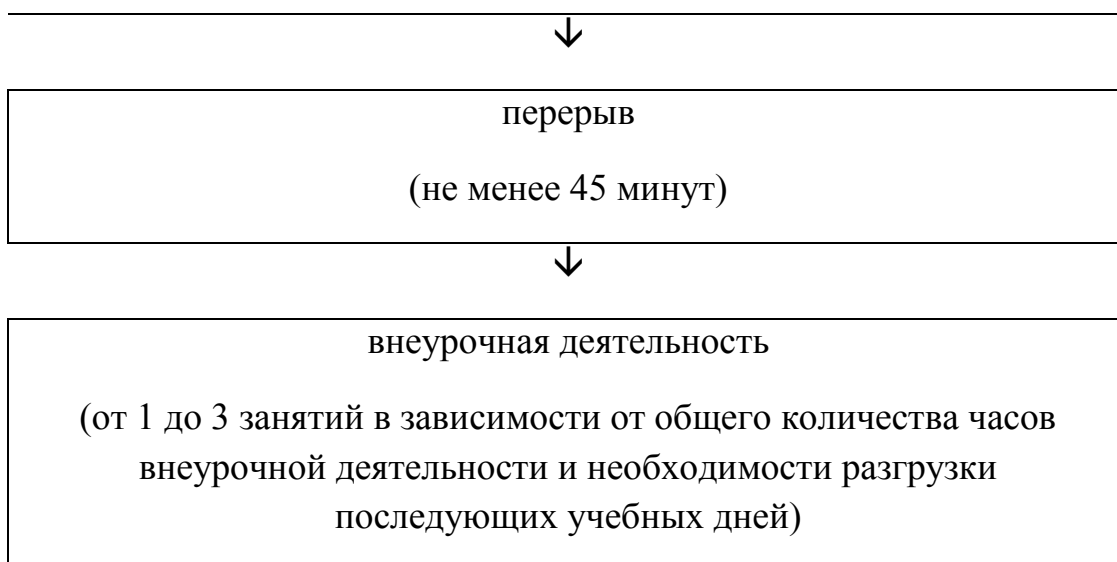 перерыв
(не менее 45 минут)
внеурочная деятельность
(от 1 до 3 занятий в зависимости от общего количества часов
внеурочной деятельности и необходимости разгрузки
последующих учебных дней)